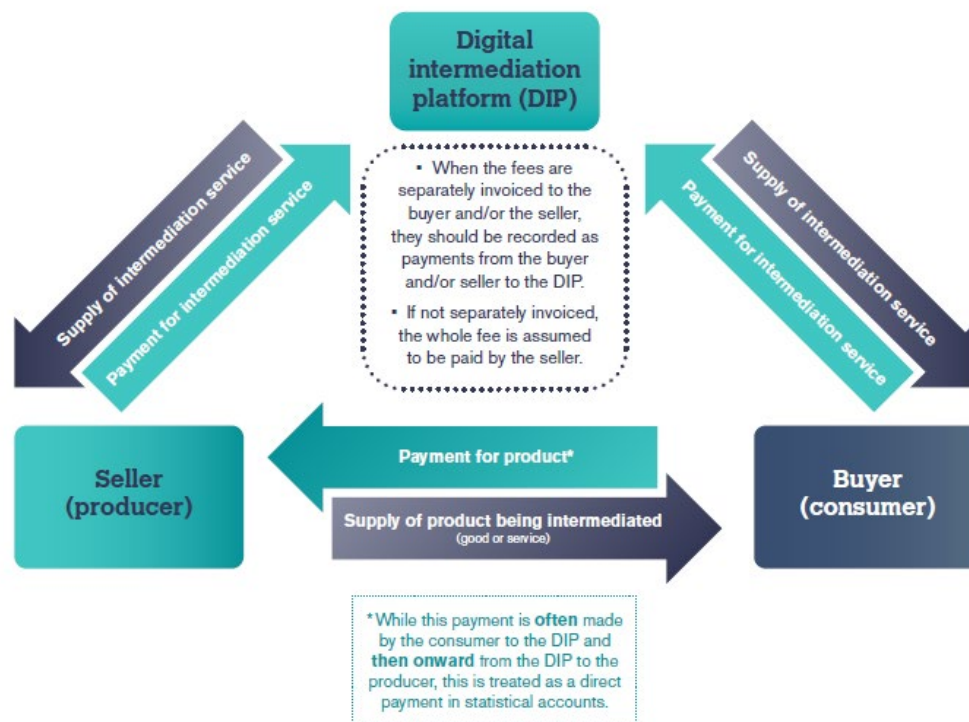 Digital
intermediation
platform (DIP)
Supply of intermediation service
Payment for intermediation service
▪ When the fees are
separately invoiced to the
buyer and/or the seller,
they should be recorded as
payments from the buyer
and/or seller to the DIP.
▪ If not separately invoiced,
the whole fee is assumed
to be paid by the seller.
Payment for intermediation service
Supply of intermediation service
Seller
(producer)
Payment for product*
Supply of product being intermediated
(good or service)
Buyer
(consumer)
*While this payment is often made
by the consumer to the DIP and
then onward from the DIP to the
producer, this is treated as a direct
payment in statistical accounts.